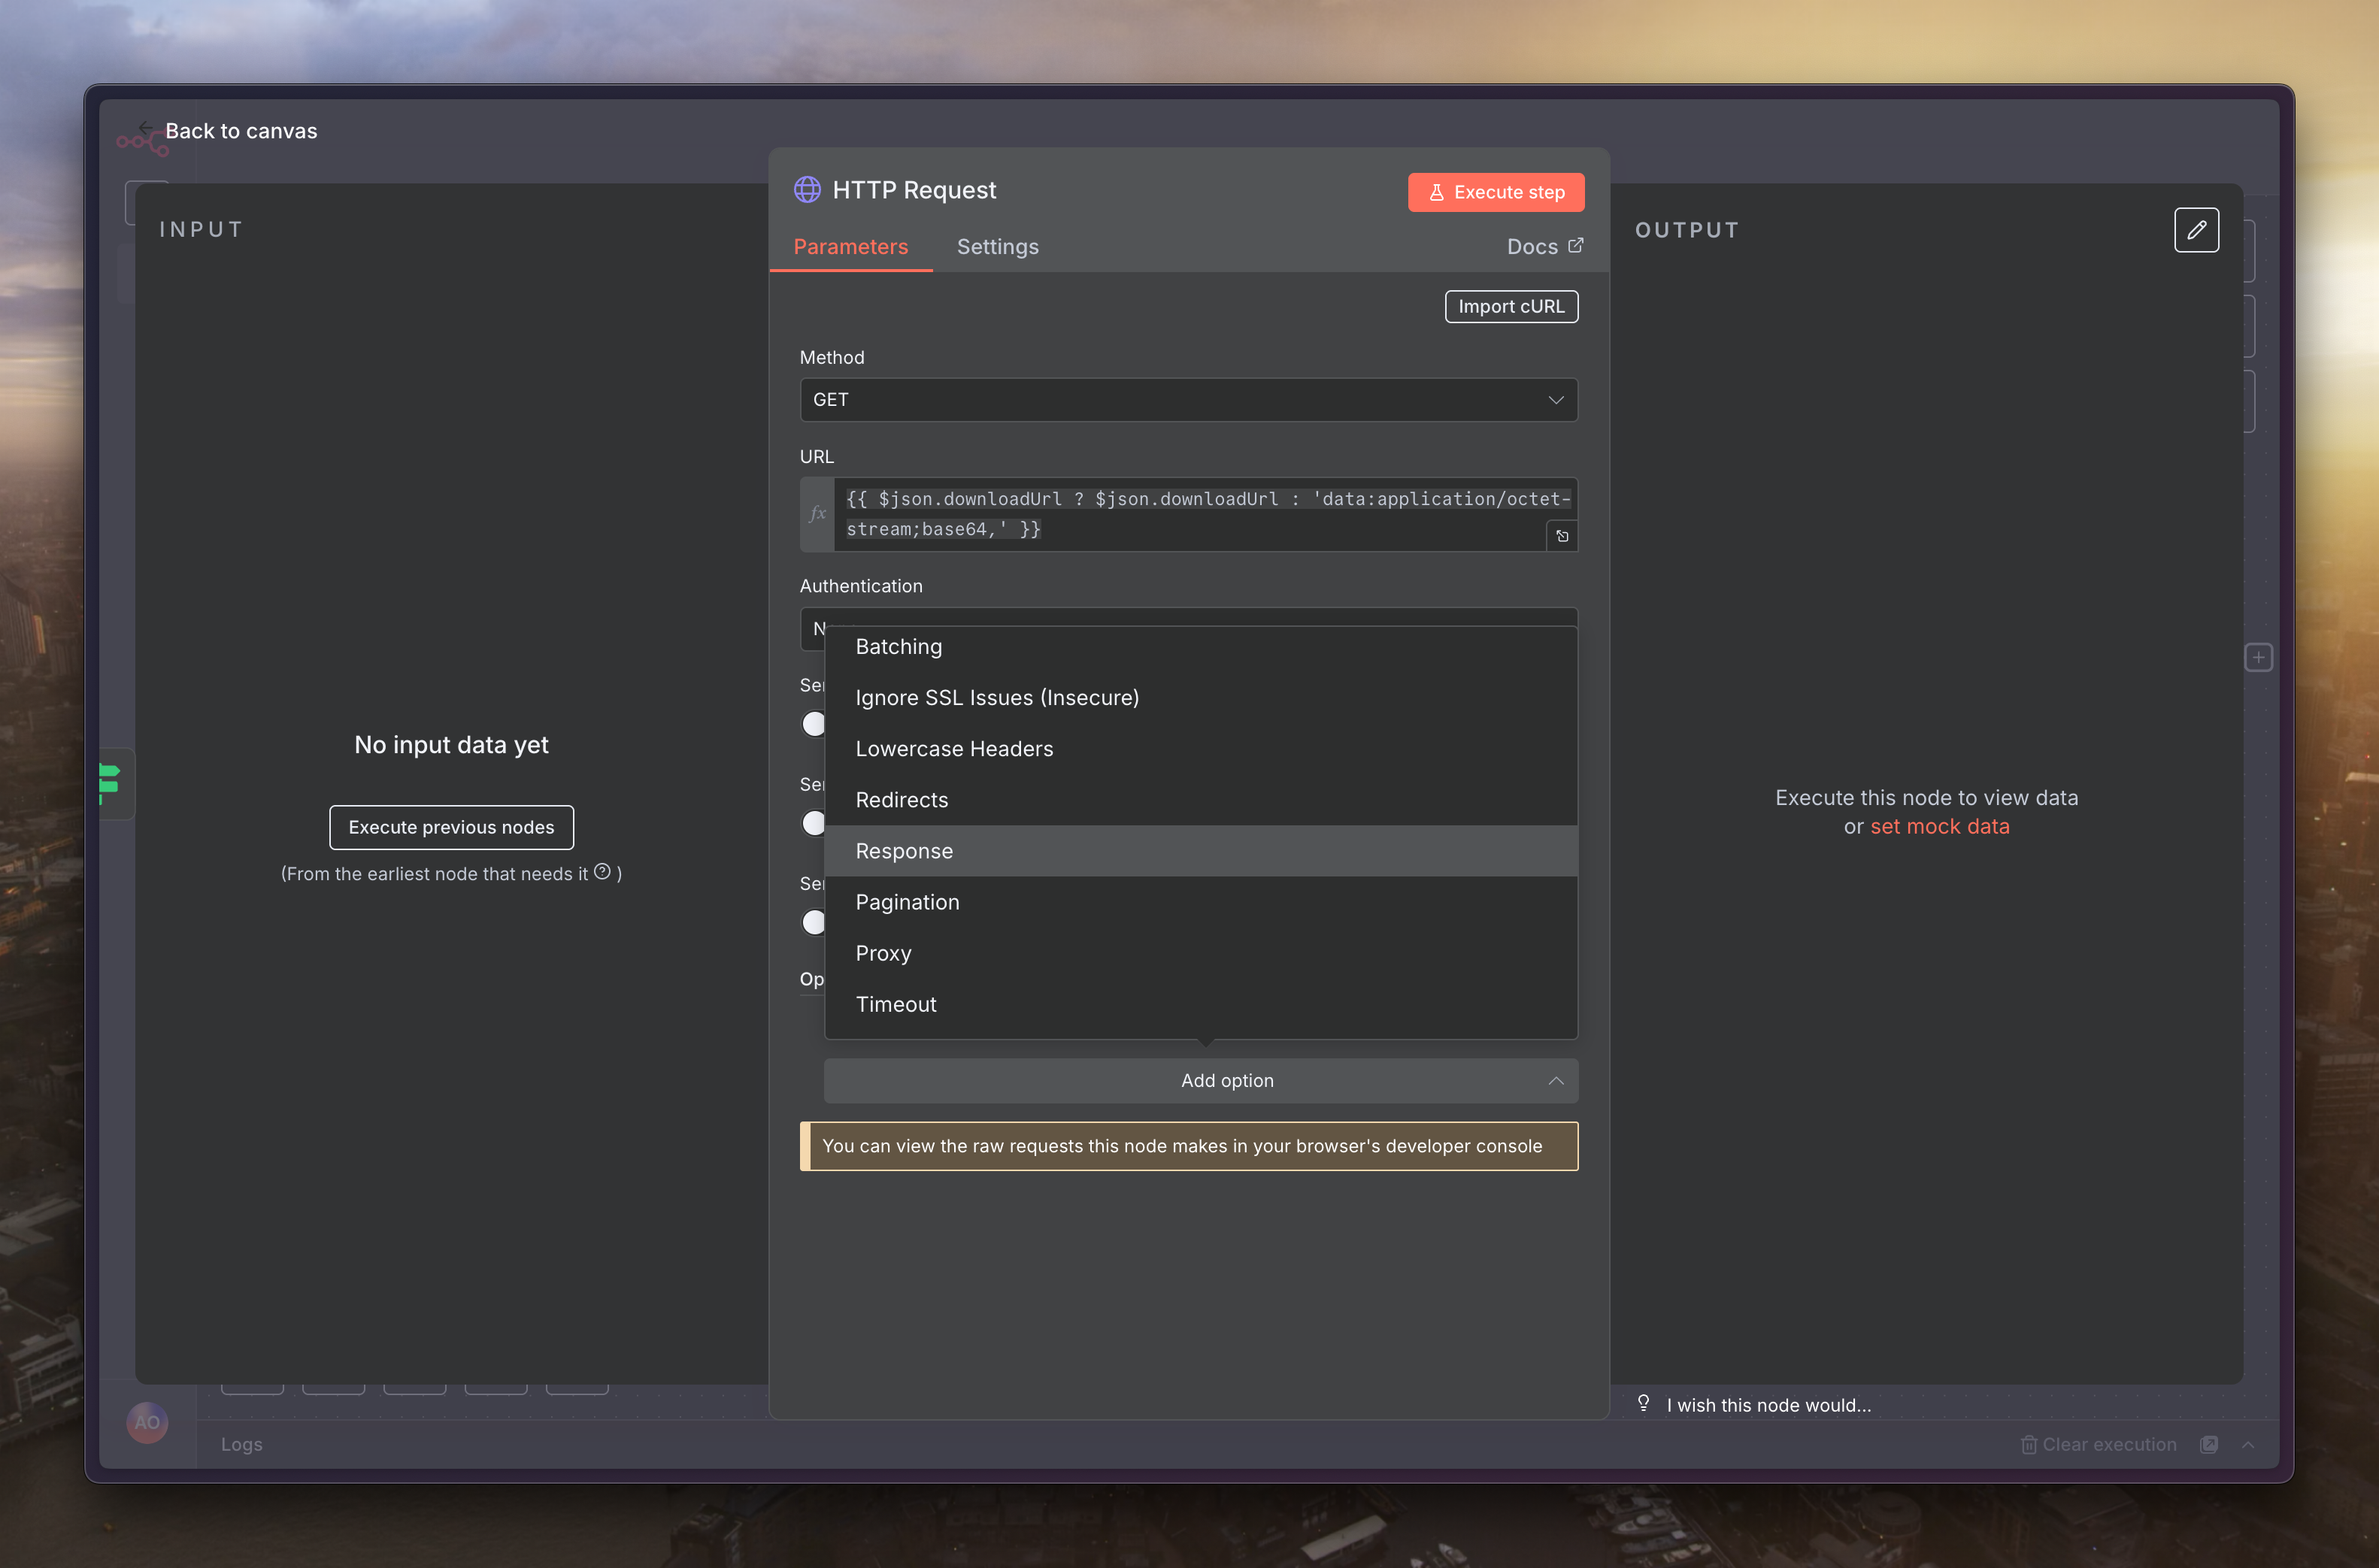 Back to canvas
INPUT
No input data yet
Execute previous nodes
(From the earliest node that needs it ? )
HTTP Request
Execute step
Parameters
Settings
Docs
Import cURL
Method
GET
URL
fx
{{ $json.downloadUrl ? $json.downloadUrl : 'data:application/octet-
stream;base64,' }}
Authentication
Batching
Ignore SSL Issues (Insecure)
Lowercase Headers
Redirects
Response
Pagination
Proxy
Timeout
Add option
You can view the raw requests this node makes in your browser's developer console
OUTPUT
Execute this node to view data
or set mock data
I wish this node would...
AO
Logs
Clear execution